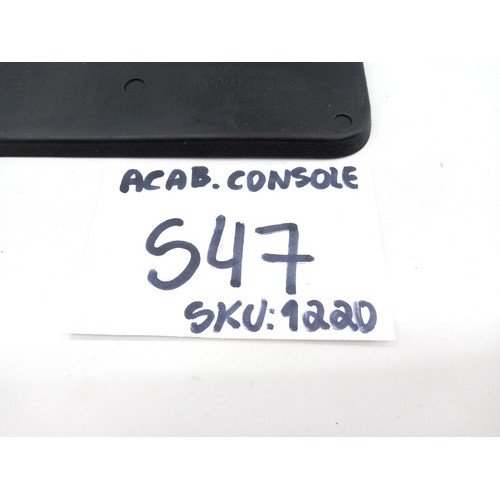 ACAB. CONSOLE
S47
SKU: 1220